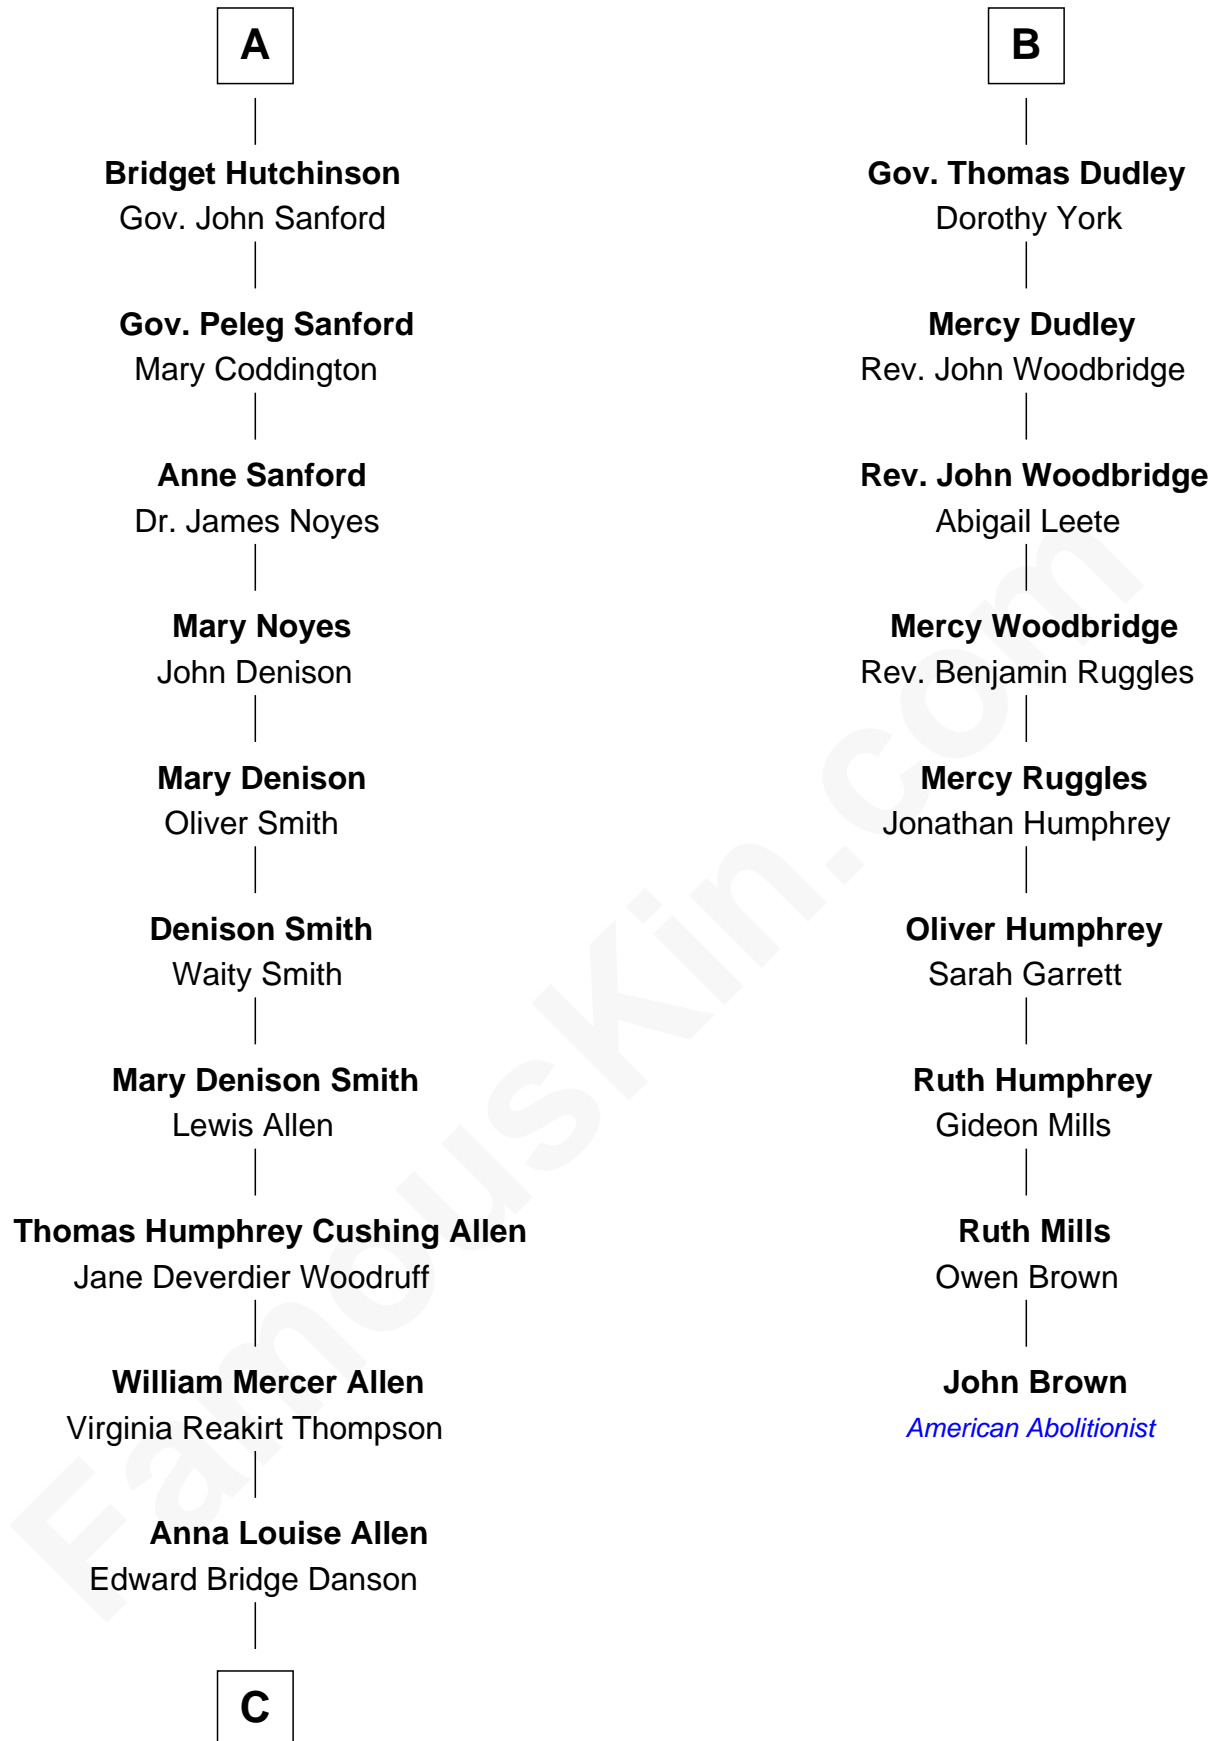 A
Bridget Hutchinson
Gov. John Sanford
Gov. Peleg Sanford
Mary Coddington
Anne Sanford
Dr. James Noyes
Mary Noyes
John Denison
Mary Denison
Oliver Smith
Denison Smith
Waity Smith
Mary Denison Smith
Lewis Allen
Thomas Humphrey Cushing Allen
Jane Deverdier Woodruff
William Mercer Allen
Virginia Reakirt Thompson
Anna Louise Allen
Edward Bridge Danson
C
B
Gov. Thomas Dudley
Dorothy York
Mercy Dudley
Rev. John Woodbridge
Rev. John Woodbridge
Abigail Leete
Mercy Woodbridge
Rev. Benjamin Ruggles
Mercy Ruggles
Jonathan Humphrey
Oliver Humphrey
Sarah Garrett
Ruth Humphrey
Gideon Mills
Ruth Mills
Owen Brown
John Brown
American Abolitionist
FamousKin.com